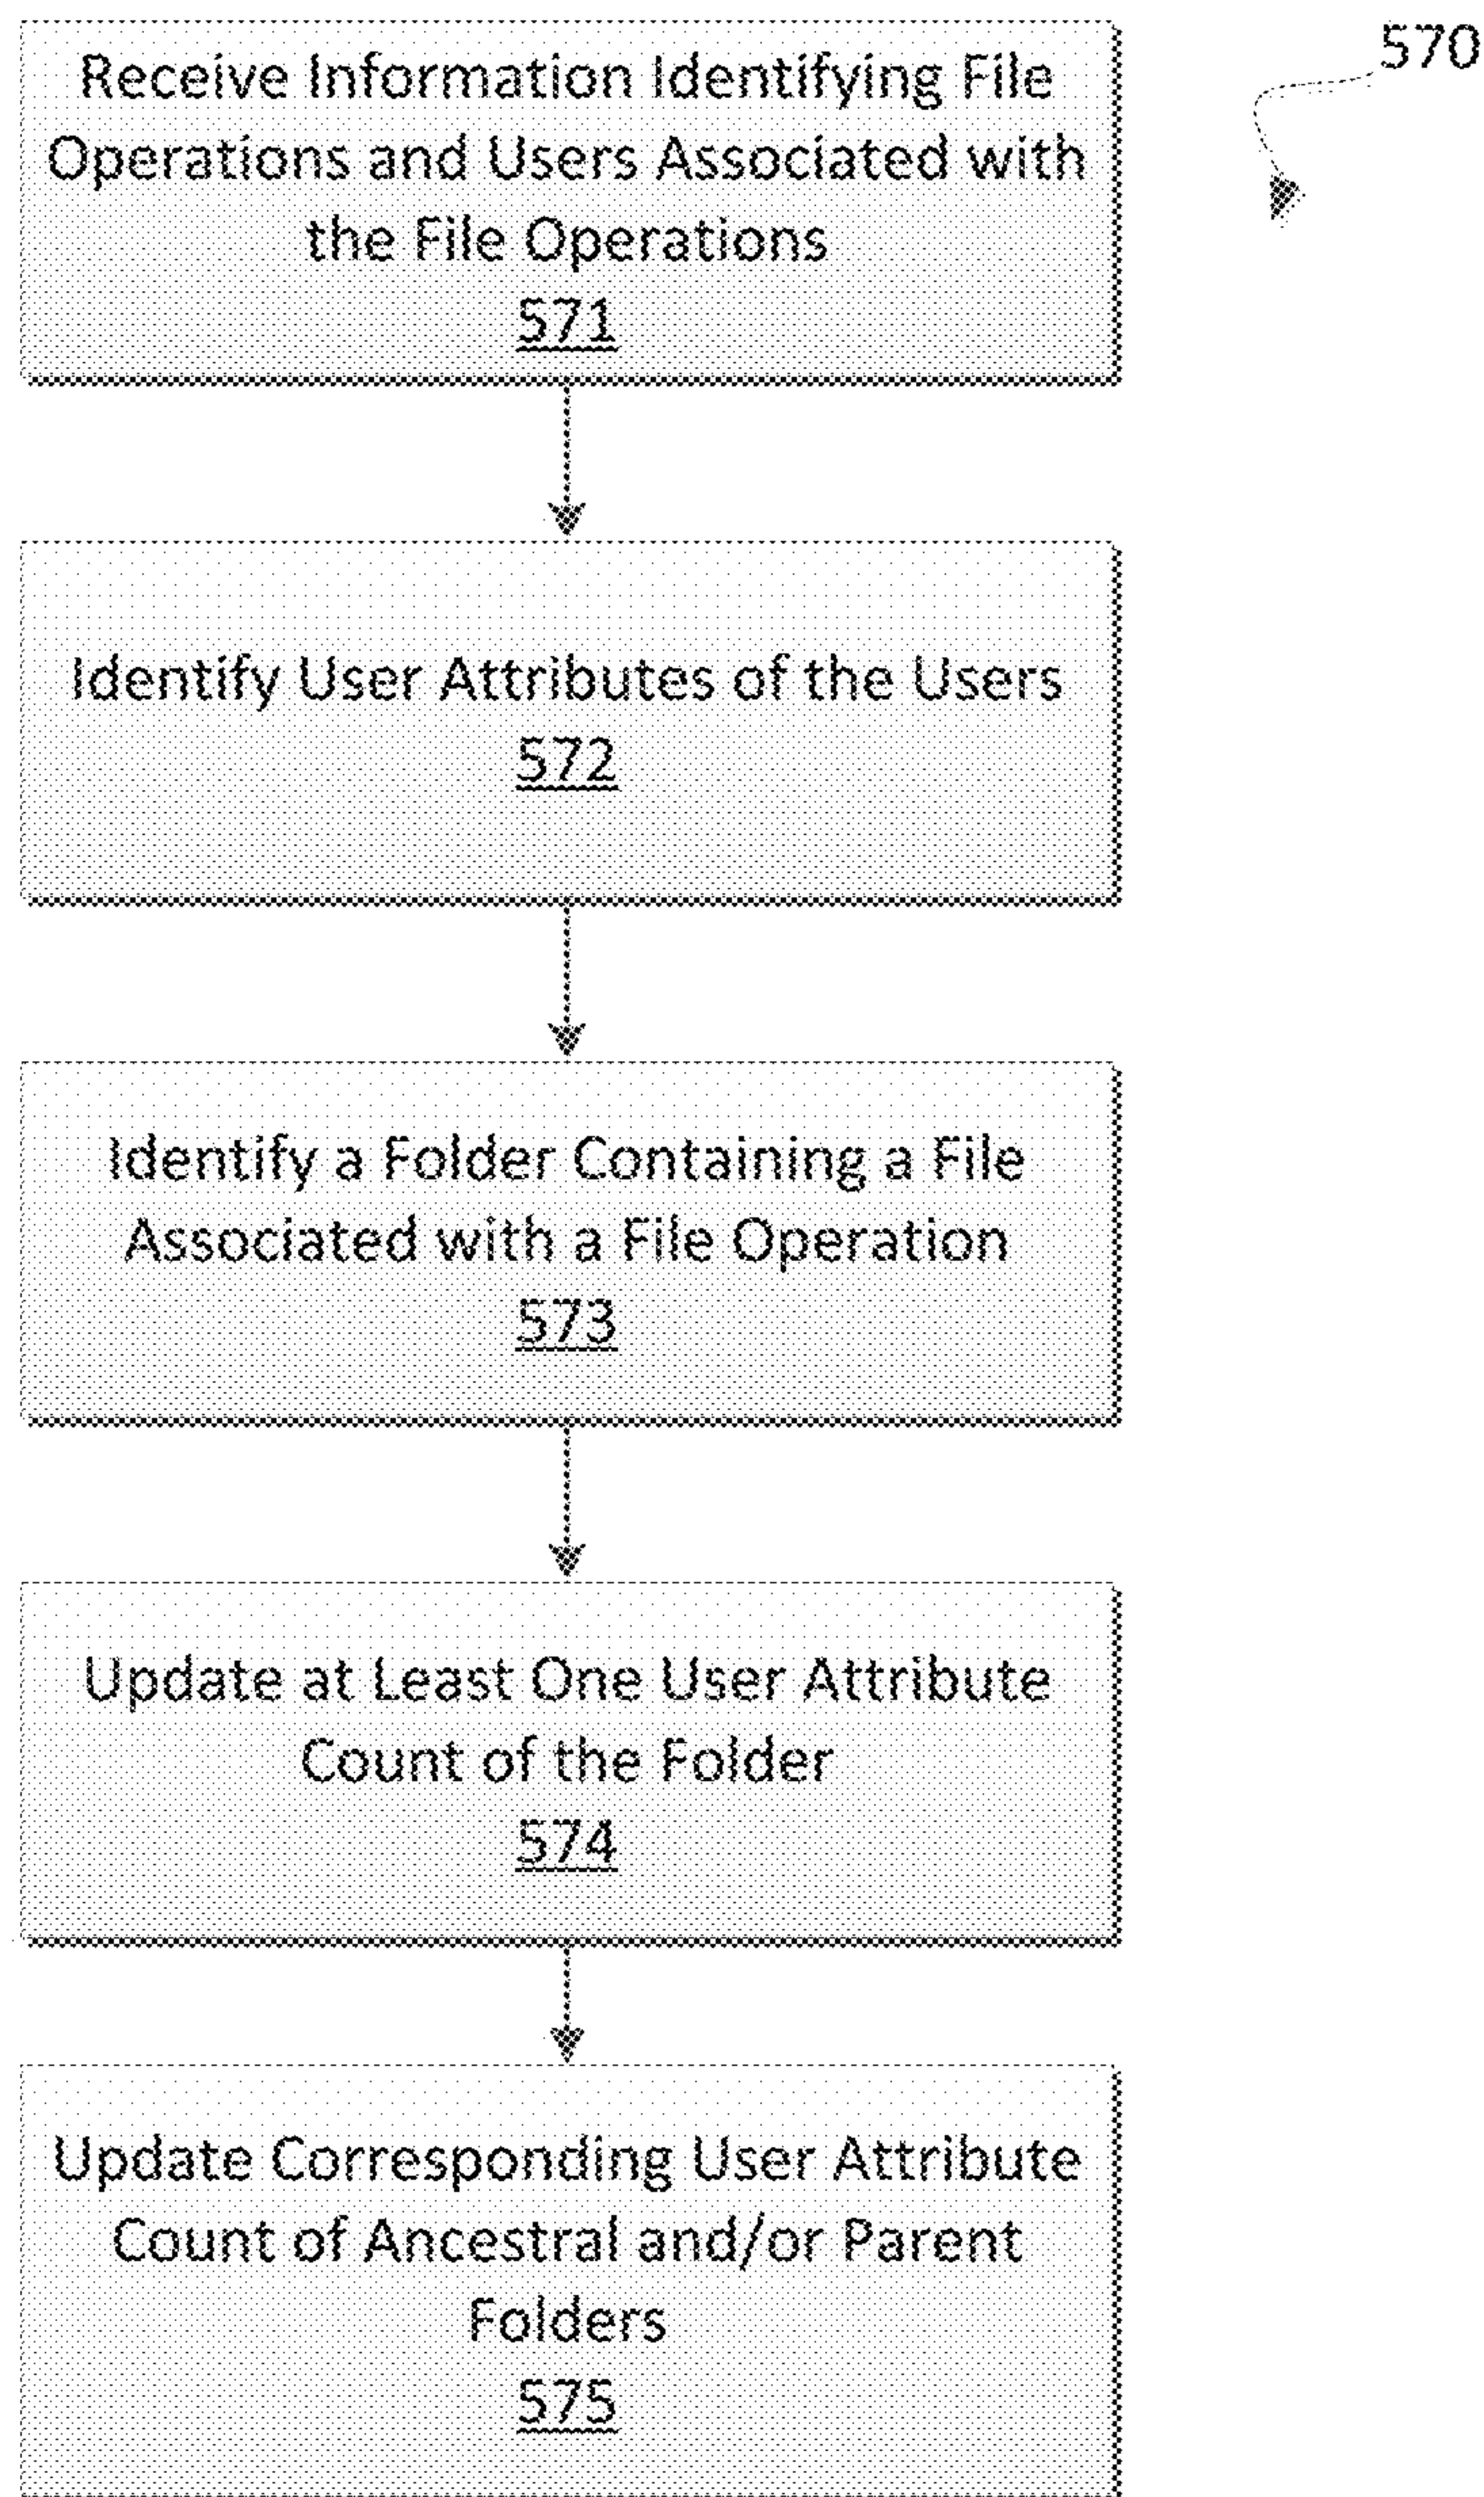 570
Receive Information Identifying File
Operations and Users Associated with
the File Operations
571
Identify User Attributes of the Users
572
Identify a Folder Containing a File
Associated with a File Operation
573
Update at Least One User Attribute
Count of the Folder
574
Update Corresponding User Attribute
Count of Ancestral and/or Parent
Folders
575